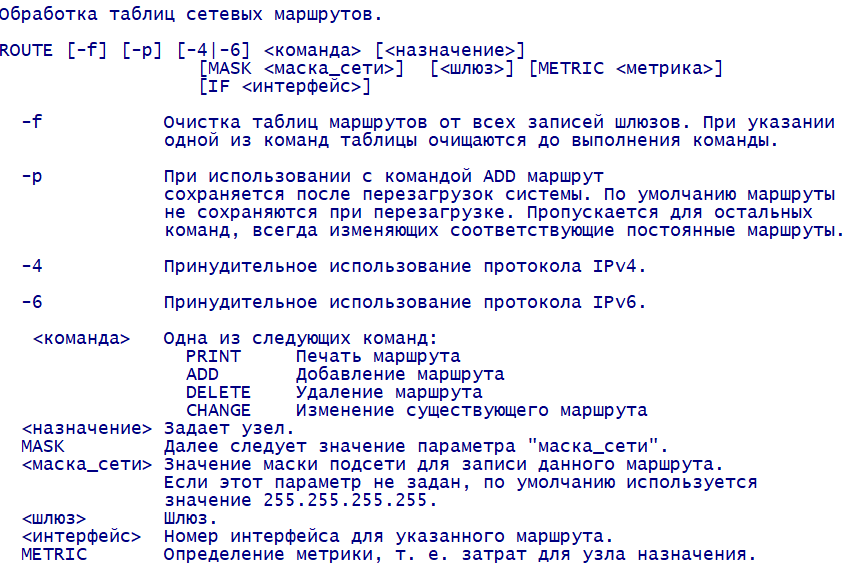 Обработка таблиц сетевых маршрутов.
ROUTE [-f] [-p] [-4|-6] <команда> [<назначение>]
[MASK <маска_сети>] [<шлюз>] [METRIC <метрика>]
[IF <интерфейс>]
-f Очистка таблиц маршрутов от всех записей шлюзов. При указании
одной из команд таблицы очищаются до выполнения команды.
-p При использовании с командой ADD маршрут
сохраняется после перезагрузок системы. По умолчанию маршруты
не сохраняются при перезагрузке. Пропускается для остальных
команд, всегда изменяющих соответствующие постоянные маршруты.
-4 Принудительное использование протокола IPv4.
-6 Принудительное использование протокола IPv6.
<команда> Одна из следующих команд:
PRINT Печать маршрута
ADD Добавление маршрута
DELETE Удаление маршрута
CHANGE Изменение существующего маршрута
<назначение> Задает узел.
MASK Далее следует значение параметра "маска_сети".
<маска_сети> Значение маски подсети для записи данного маршрута.
Если этот параметр не задан, по умолчанию используется
значение 255.255.255.255.
<шлюз> Шлюз.
<интерфейс> Номер интерфейса для указанного маршрута.
METRIC Определение метрики, т. е. затрат для узла назначения.